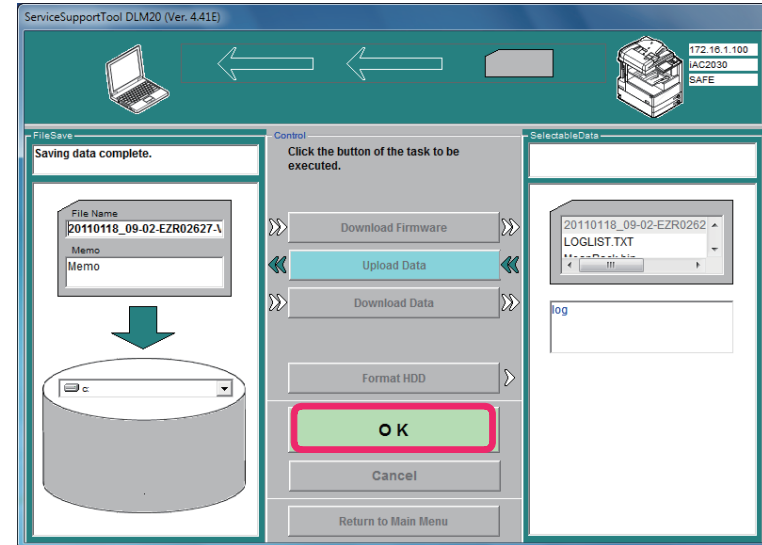 ServiceSupportTool DLM20 (Ver. 4.41E)
172.16.1.100
iAC2030
SAFE
FileSave
Saving data complete.
File Name
20110118_09-02-EZR02627-V
Memo
Memo
c:
Control
Click the button of the task to be
executed.
Download Firmware
Upload Data
Download Data
Format HDD
OK
Cancel
Return to Main Menu
SelectableData
20110118_09-02-EZR0262
LOGLIST.TXT
log